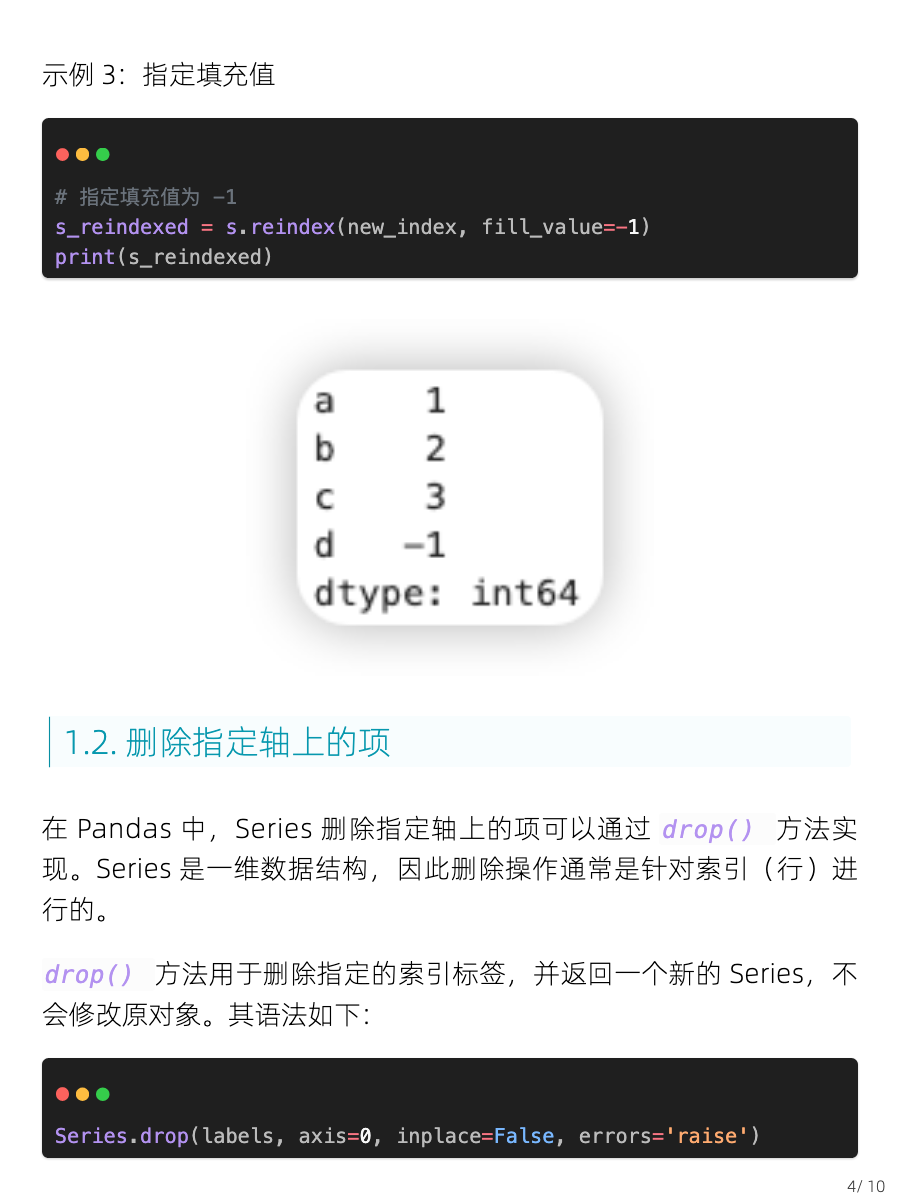 示例 3：指定填充值
# 指定填充值为 -1
s_reindexed = s.reindex(new_index, fill_value=-1)
print(s_reindexed)
a    1
b    2
c    3
d   -1
dtype: int64
1.2. 删除指定轴上的项
在 Pandas 中，Series 删除指定轴上的项可以通过 drop() 方法实
现。Series 是一维数据结构，因此删除操作通常是针对索引（行）进
行的。
drop() 方法用于删除指定的索引标签，并返回一个新的 Series，不
会修改原对象。其语法如下：
Series.drop(labels, axis=0, inplace=False, errors='raise')
4/ 10